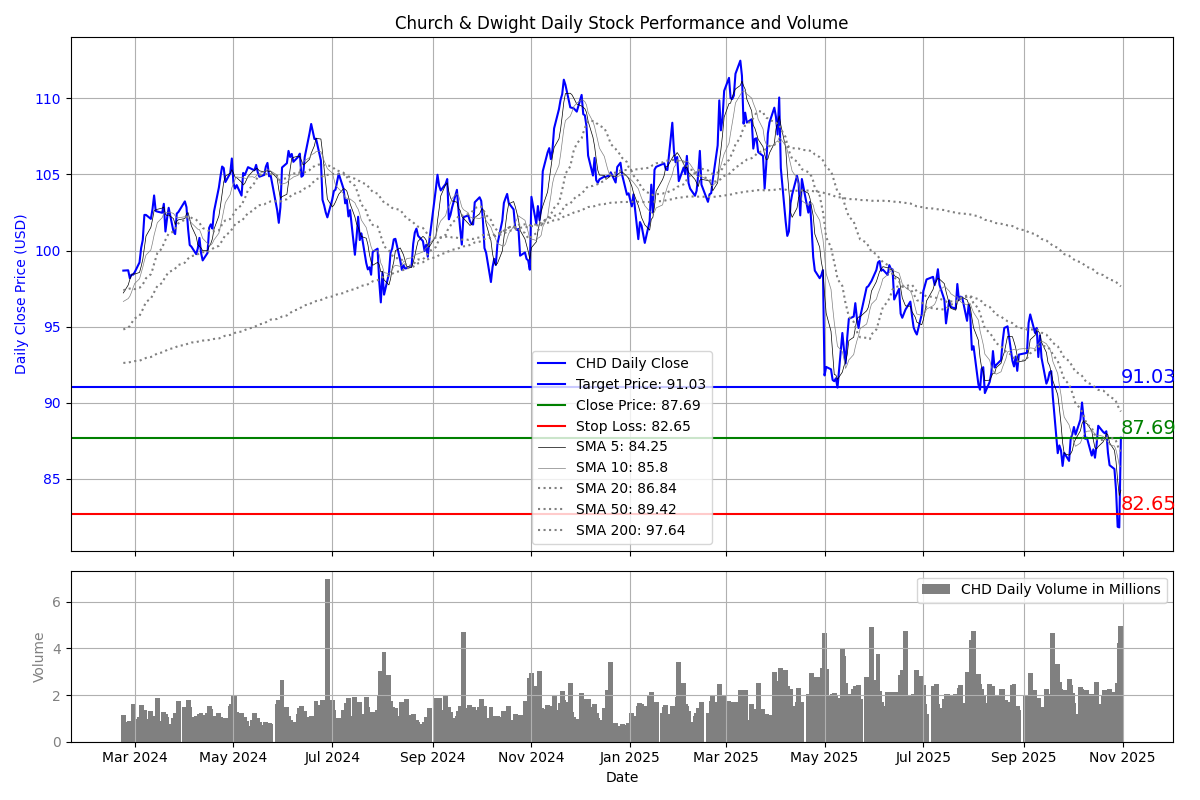 Church & Dwight Daily Stock Performance and Volume
Daily Close Price (USD)
110
105
100
95
90
85
CHD Daily Close
Target Price: 91.03
Close Price: 87.69
Stop Loss: 82.65
SMA 5: 84.25
SMA 10: 85.8
SMA 20: 86.84
SMA 50: 89.42
SMA 200: 97.64
91.03
87.69
82.65
Volume
6
4
2
0
CHD Daily Volume in Millions
Mar 2024 May 2024 Jul 2024 Sep 2024 Nov 2024 Jan 2025 Mar 2025 May 2025 Jul 2025 Sep 2025 Nov 2025
Date